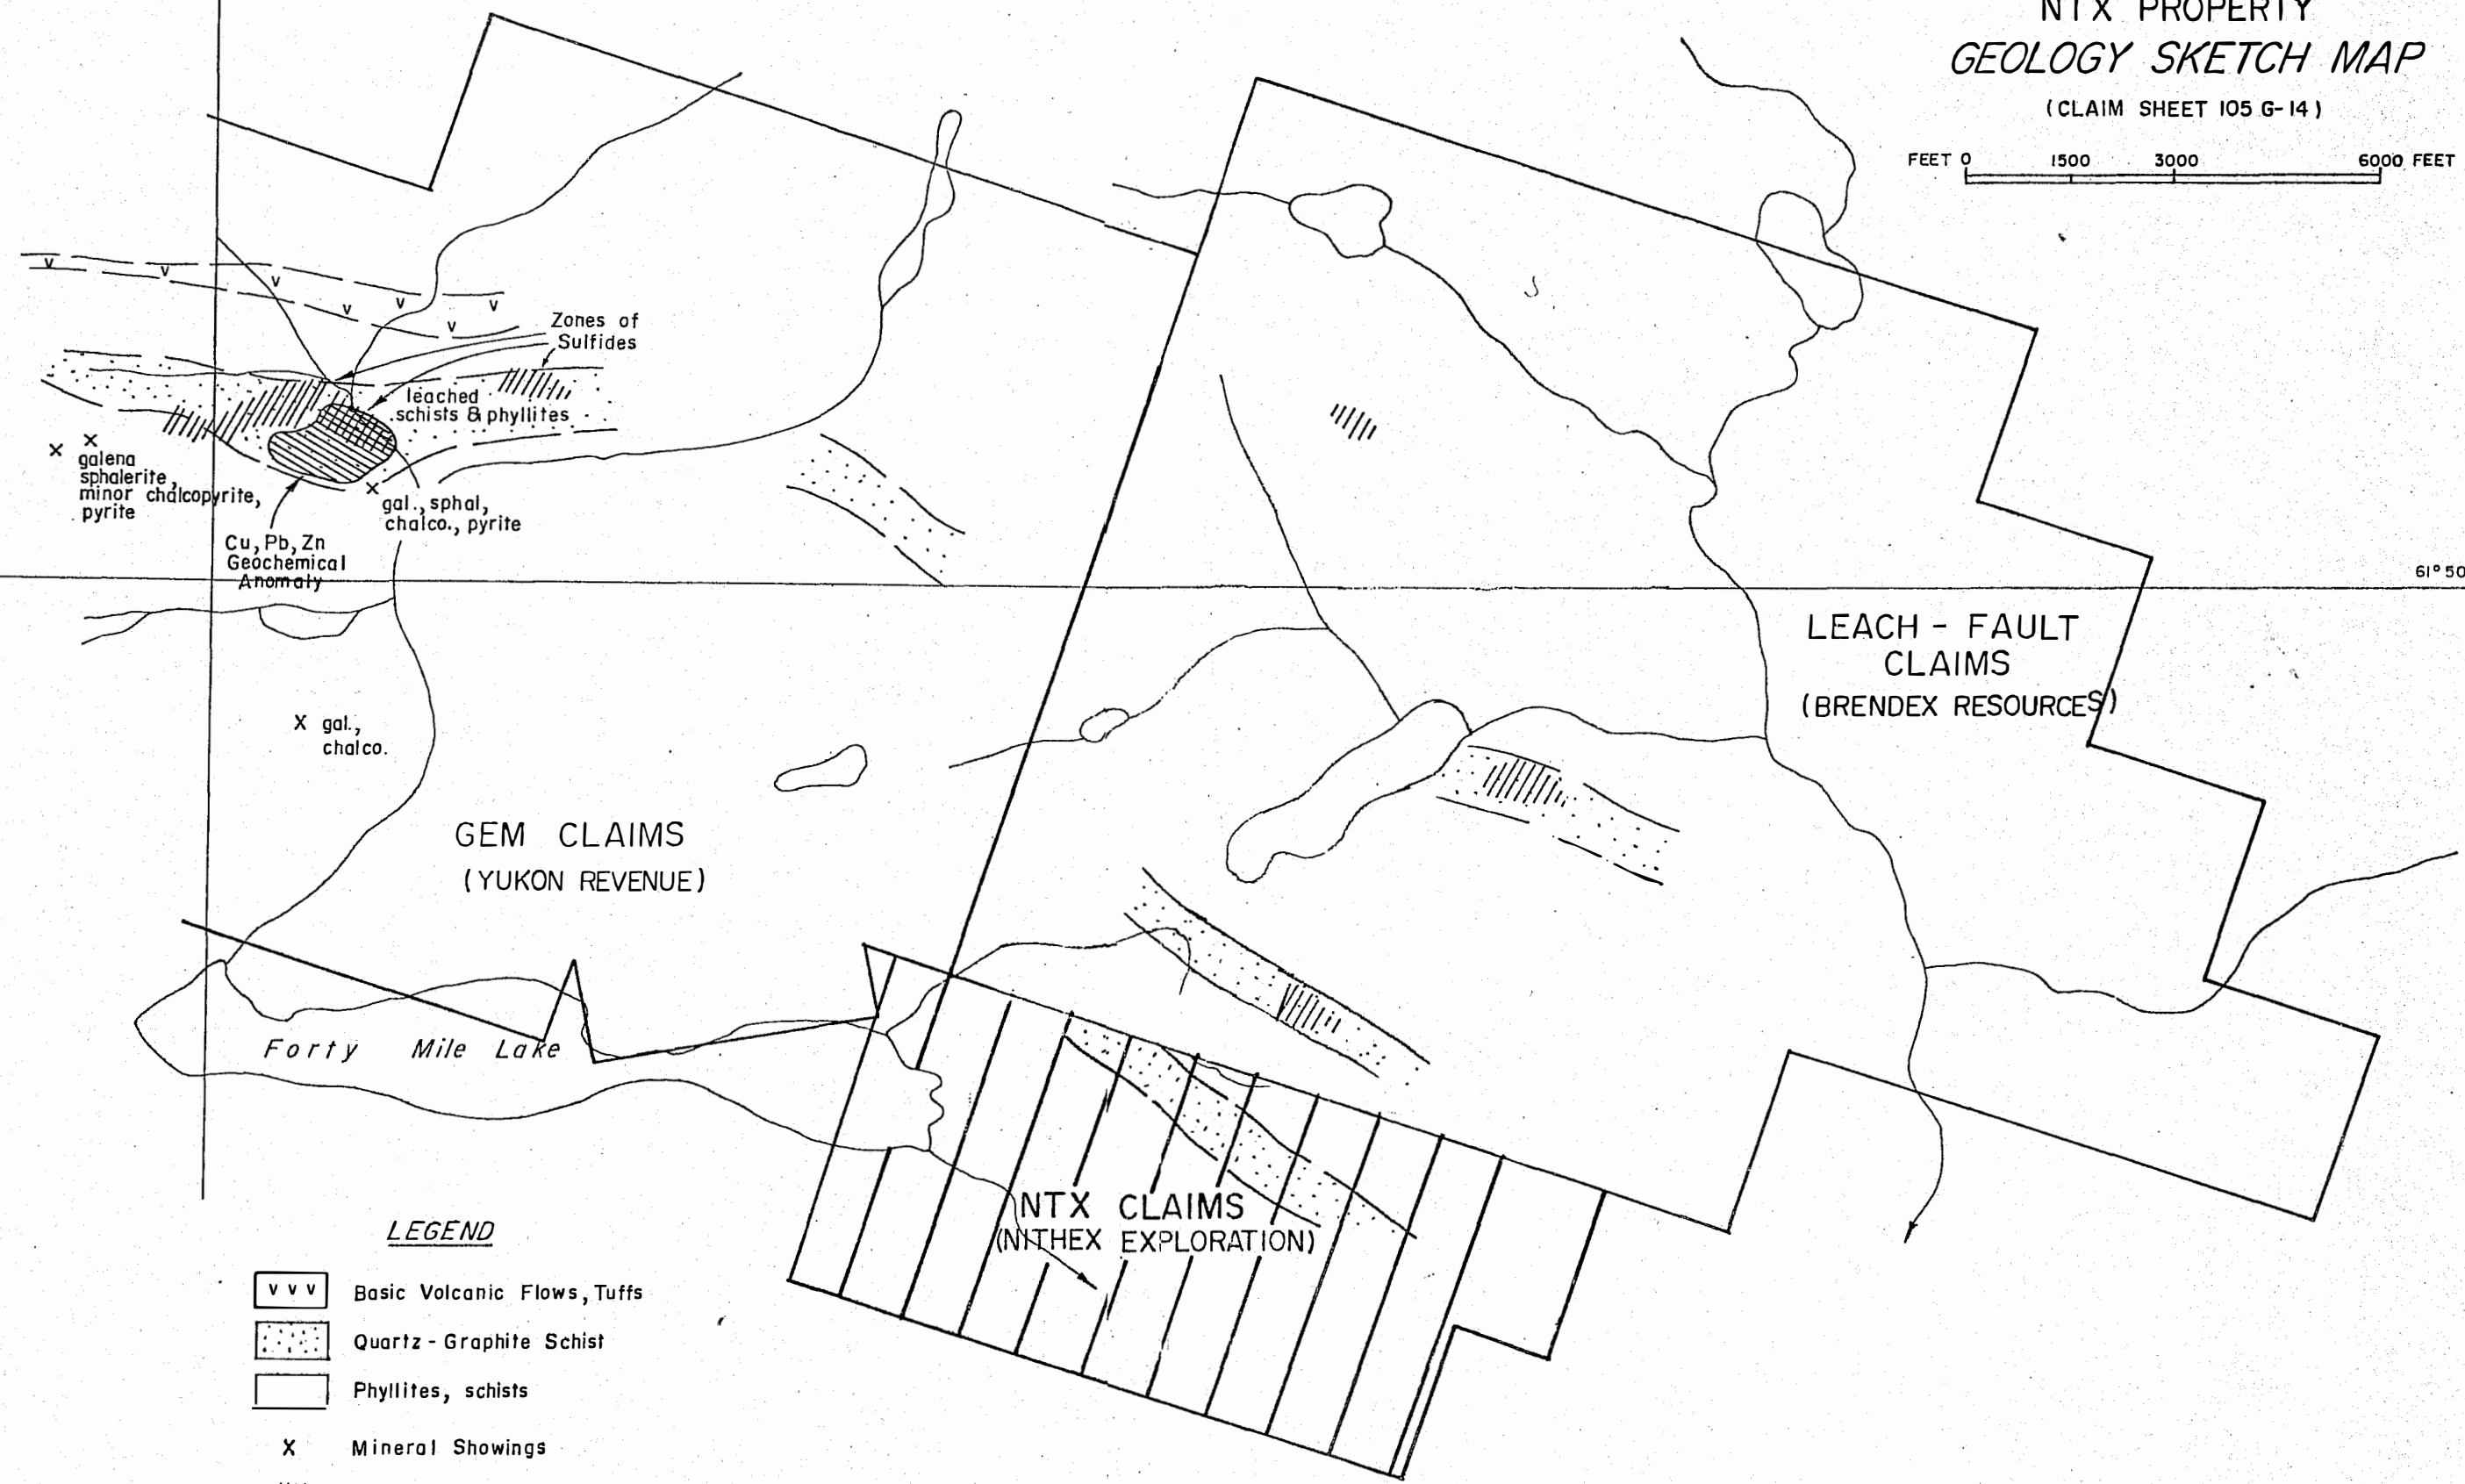 NTX PROPERTY
GEOLOGY SKETCH MAP
(CLAIM SHEET 105 G-14)
FEET 0 1500 3000 6000 FEET
v v v v v v v
Zones of
Sulfides
leached
schists & phyllites
X X
galena
sphalerite,
minor chalcopyrite,
pyrite
X
gal., sphal,
chalco., pyrite
Cu, Pb, Zn
Geochemical
Anomaly
61° 50
LEACH - FAULT
CLAIMS
(BRENDEX RESOURCES)
X gal.,
chalco.
GEM CLAIMS
(YUKON REVENUE)
Forty Mile Lake
NTX CLAIMS
(NITHEX EXPLORATION)
LEGEND
v v v Basic Volcanic Flows, Tuffs
Quartz - Graphite Schist
Phyllites, schists
X Mineral Showings